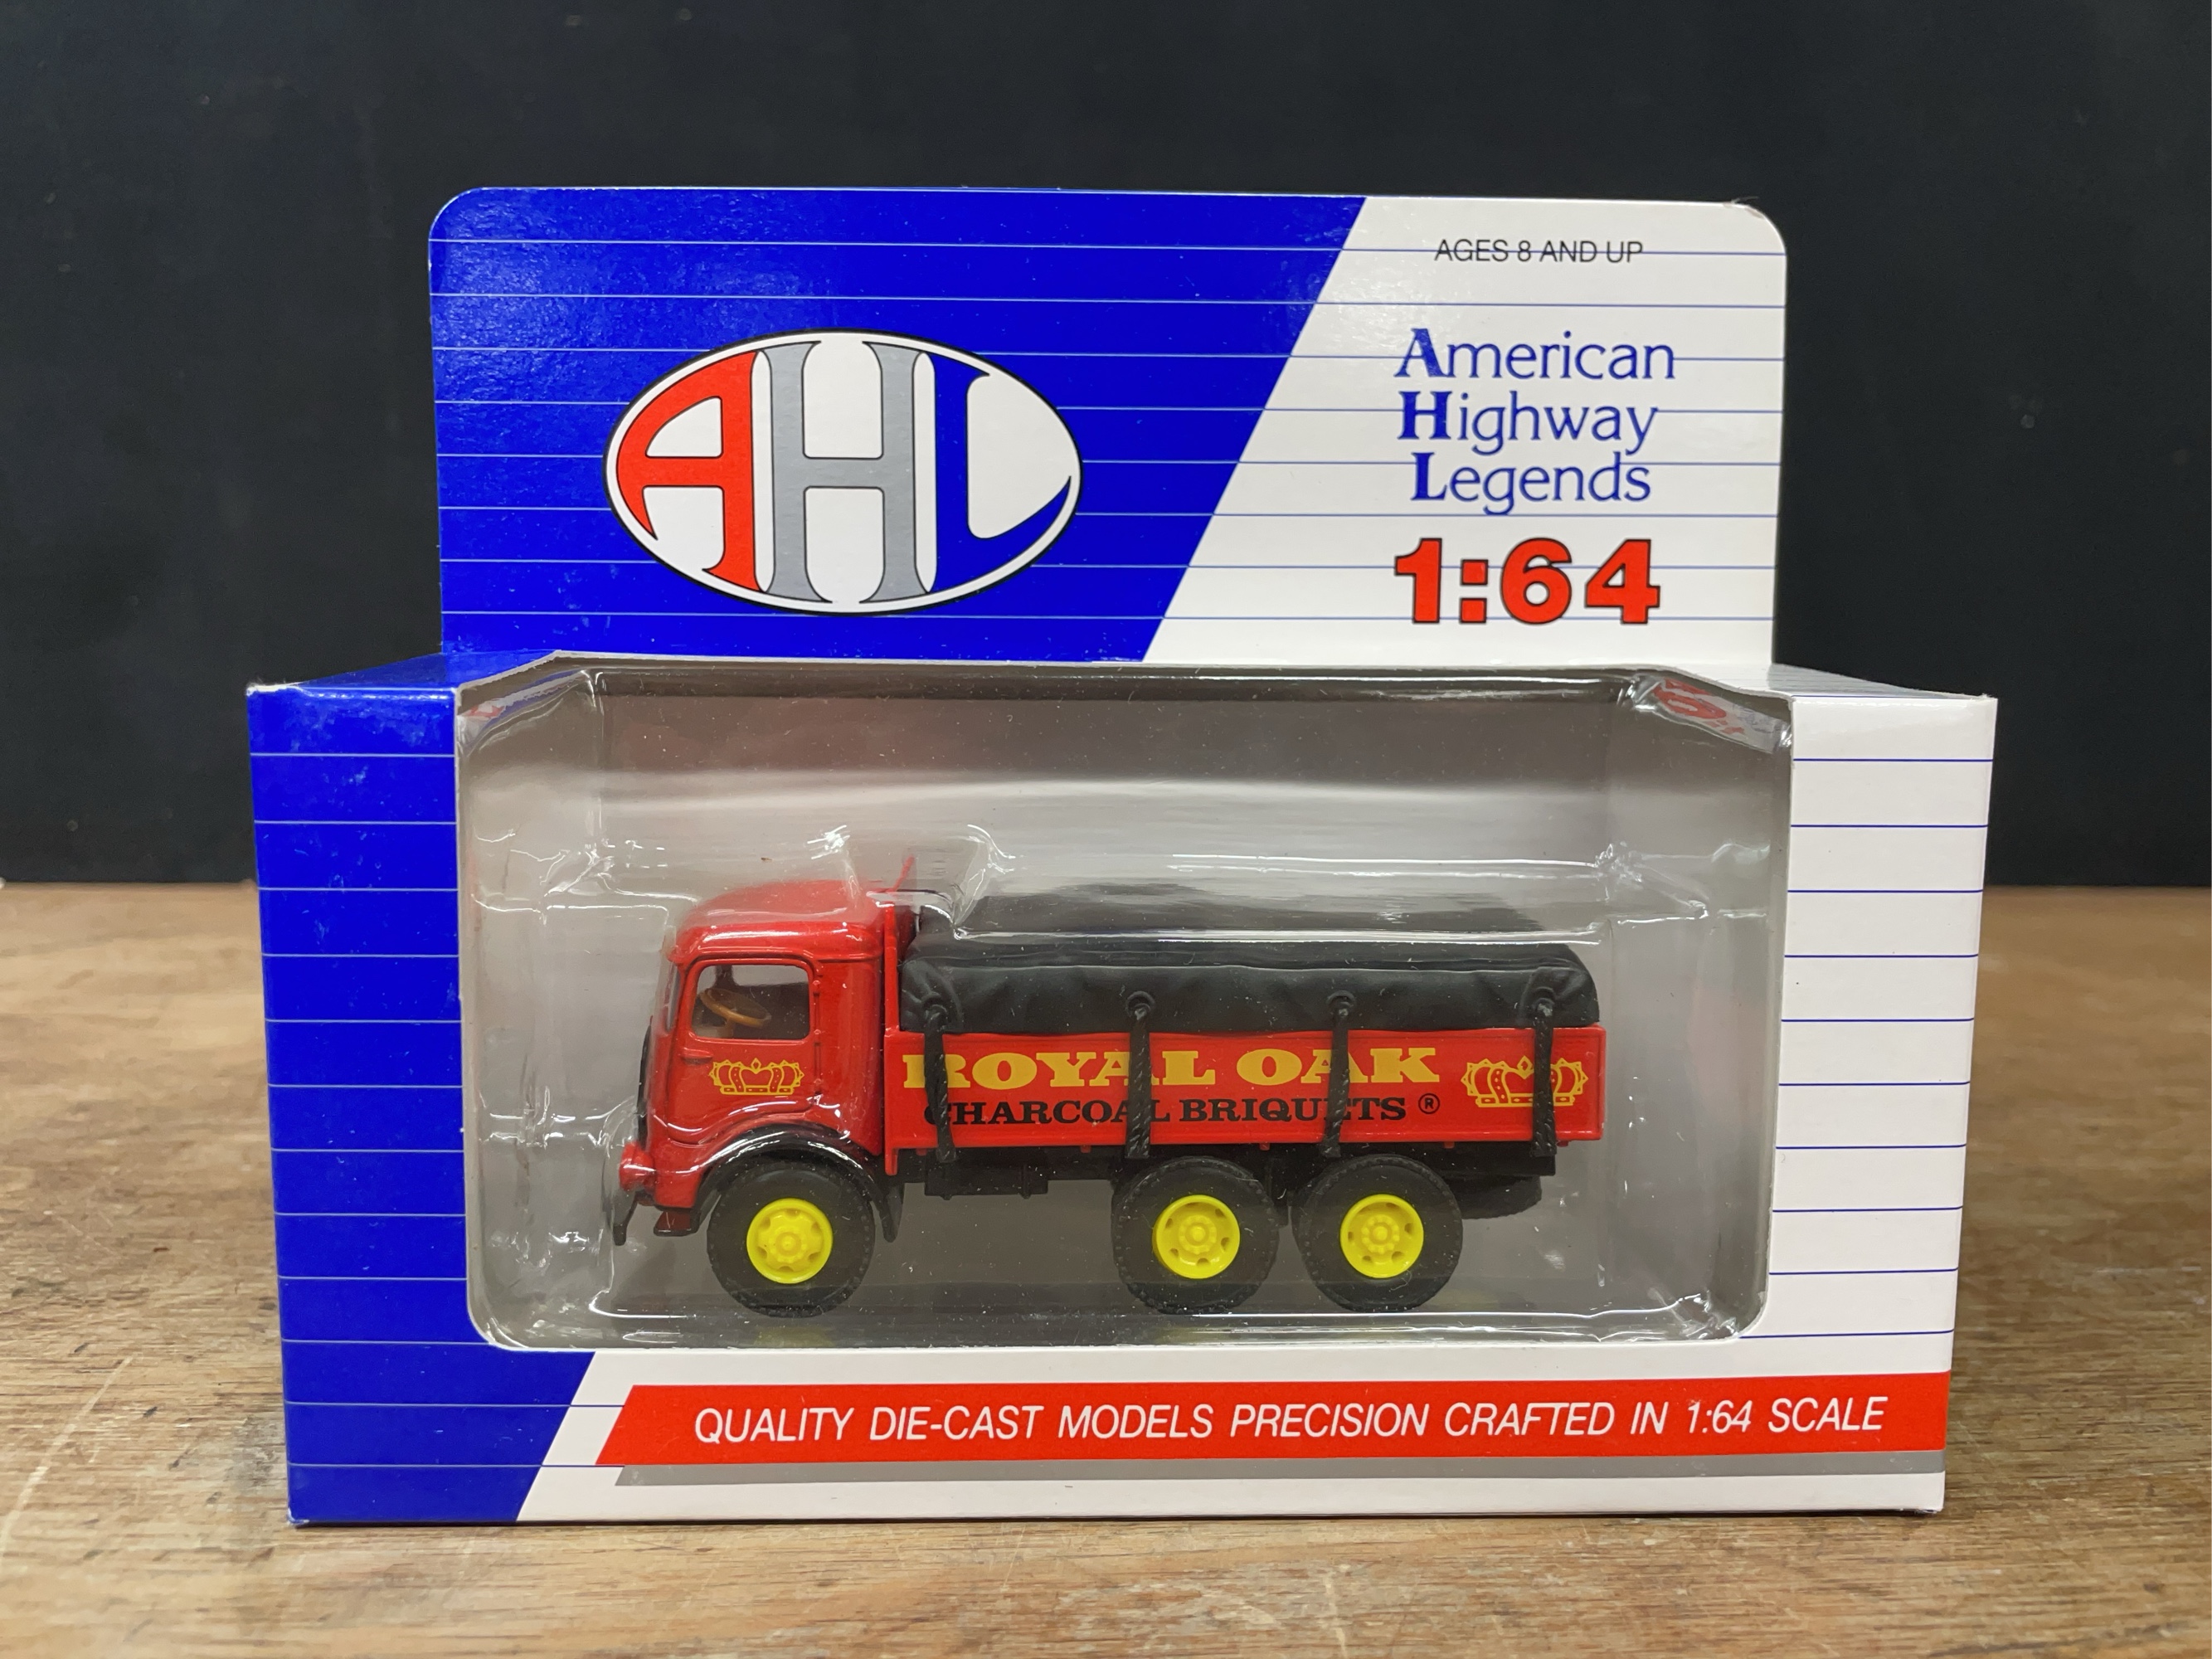 AGES 8 AND UP
AHL
American
Highway
Legends
1:64
ROYAL OAK
CHARCOAL BRIQUETS ®
QUALITY DIE-CAST MODELS PRECISION CRAFTED IN 1:64 SCALE